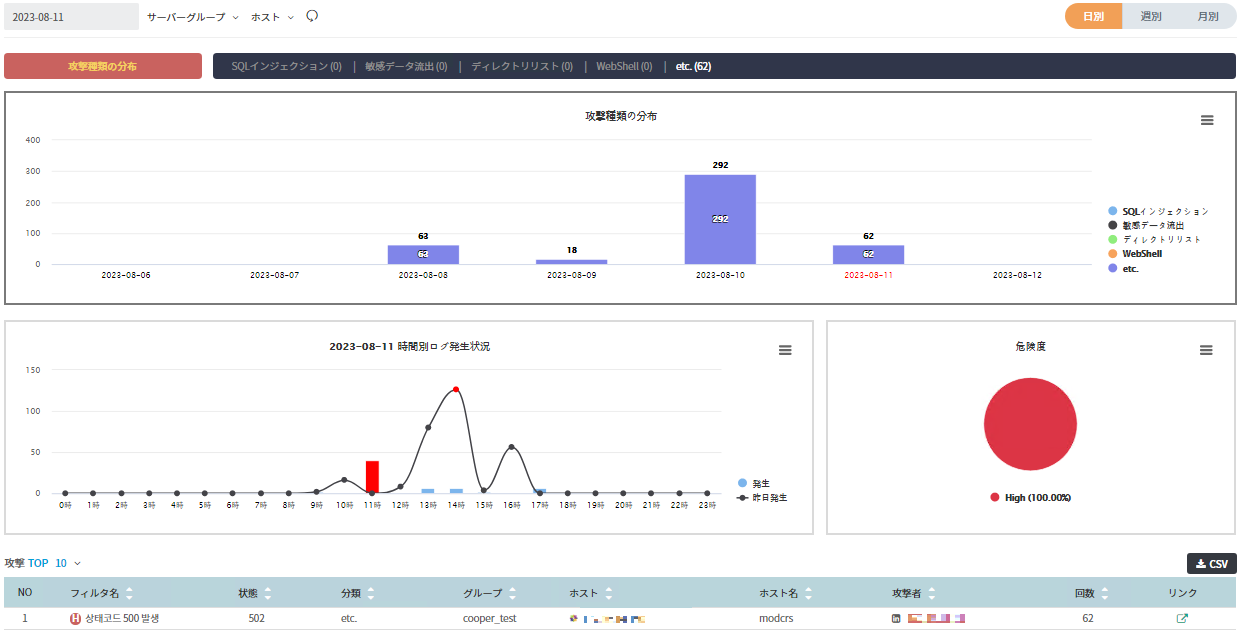 2023-08-11 サーバーグループ ホスト 日別 週別 月別
攻撃種類の分布 SQLインジェクション (0) | 敏感データ流出 (0) | ディレクトリリスト (0) | WebShell (0) | etc. (62)
攻撃種類の分布
400
300
200
100
0
292
292
63
63
18
62
62
2023-08-06 2023-08-07 2023-08-08 2023-08-09 2023-08-10 2023-08-11 2023-08-12
SQLインジェクション
敏感データ流出
ディレクトリリスト
WebShell
etc.
2023-08-11 時間別ログ発生状況
150
100
50
0
0時 1時 2時 3時 4時 5時 6時 7時 8時 9時 10時 11時 12時 13時 14時 15時 16時 17時 18時 19時 20時 21時 22時 23時
発生
昨日発生
危険度
High (100.00%)
攻撃 TOP 10 CSV
NO フィルタ名 状態 分類 グループ ホスト ホスト名 攻撃者 回数 リンク
1 H 상태코드 500 발생 502 etc. cooper_test modcrs in 62